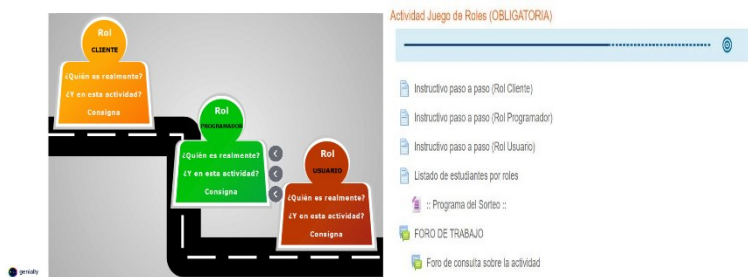 Rol
CLIENTE
¿Quién es realmente?
¿Y en esta actividad?
Consigna
Rol
PROGRAMADOR
¿Quién es realmente?
¿Y en esta actividad?
Consigna
Rol
USUARIO
¿Quién es realmente?
¿Y en esta actividad?
Consigna
genially
Actividad Juego de Roles (OBLIGATORIA)
Instructivo paso a paso (Rol Cliente)
Instructivo paso a paso (Rol Programador)
Instructivo paso a paso (Rol Usuario)
Listado de estudiantes por roles
:: Programa del Sorteo ::
FORO DE TRABAJO
Foro de consulta sobre la actividad